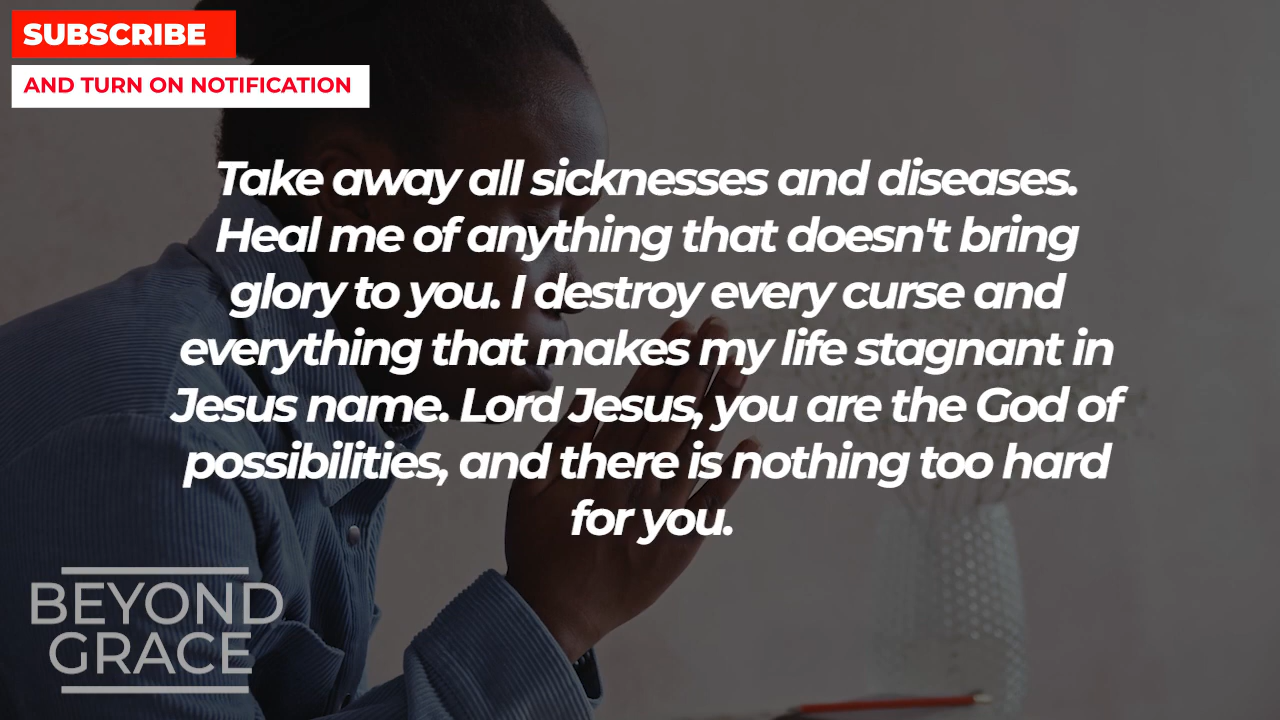 SUBSCRIBE
AND TURN ON NOTIFICATION
Take away all sicknesses and diseases.
Heal me of anything that doesn't bring
glory to you. I destroy every curse and
everything that makes my life stagnant in
Jesus name. Lord Jesus, you are the God of
possibilities, and there is nothing too hard
for you.
BEYOND
GRACE